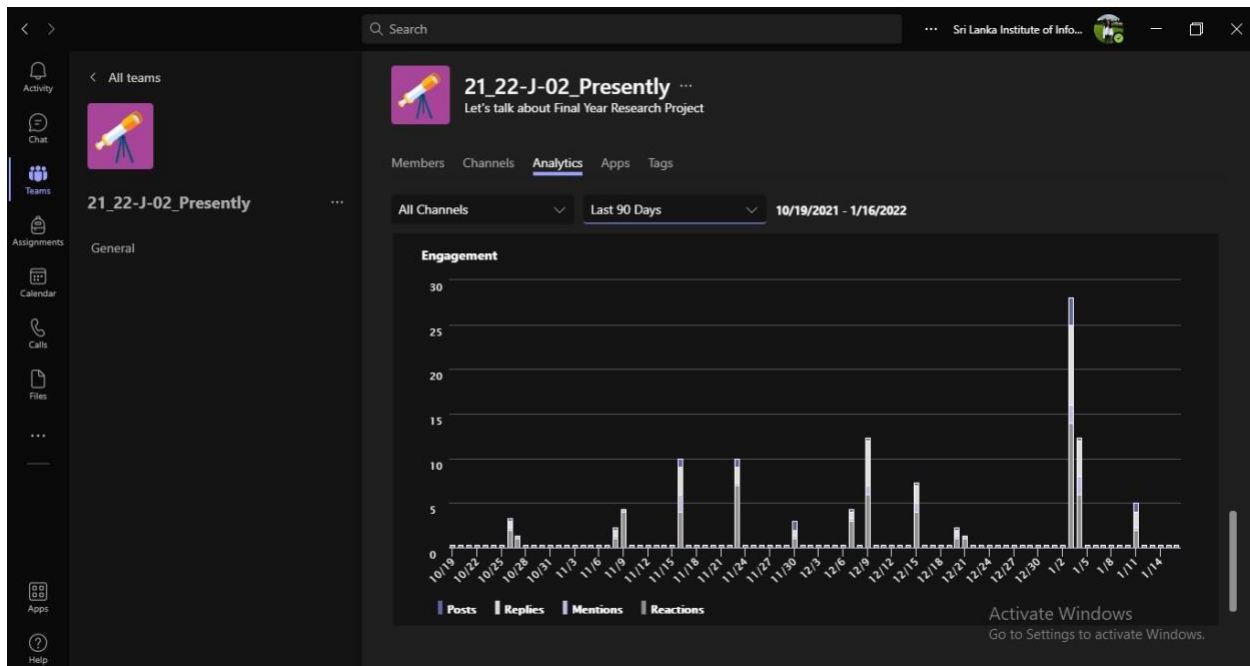 Search
Sri Lanka Institute of Info...
Activity
Chat
Teams
Assignments
Calendar
Calls
Files
Apps
Help
All teams
21_22-J-02_Presently
General
21_22-J-02_Presently
Let's talk about Final Year Research Project
Members Channels Analytics Apps Tags
All Channels Last 90 Days 10/19/2021 - 1/16/2022
Engagement
30
25
20
15
10
5
0
10/19 10/22 10/25 10/28 10/31 11/3 11/6 11/9 11/12 11/15 11/18 11/21 11/24 11/27 11/30 12/3 12/6 12/9 12/12 12/15 12/18 12/21 12/24 12/27 12/30 1/2 1/5 1/8 1/11 1/14
Posts Replies Mentions Reactions
Activate Windows
Go to Settings to activate Windows.